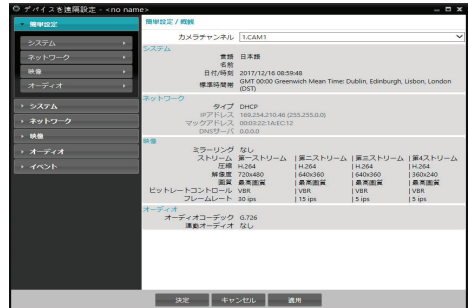 デバイスを遠隔設定 - <no name>
簡単設定
システム
ネットワーク
映像
オーディオ
システム
ネットワーク
映像
オーディオ
イベント
簡単設定 / 概観
カメラチャンネル 1.CAM1
システム
言語 日本語
名前
日付/時刻 2017/12/16 08:59:48
標準時間帯 GMT 00:00 Greenwich Mean Time: Dublin, Edinburgh, Lisbon, London (DST)
ネットワーク
タイプ DHCP
IPアドレス 169.254.210.46 (255.255.0.0)
マックアドレス 00:03:22:1A:EC:12
DNSサーバ 0.0.0.0
映像
ミラーリング なし
ストリーム 第一ストリーム | 第二ストリーム | 第三ストリーム | 第4ストリーム
圧縮 H.264 | H.264 | H.264 | H.264
解像度 720x480 | 640x360 | 640x360 | 360x240
画質 最高画質 | 最高画質 | 最高画質 | 最高画質
ビットレートコントロール VBR | VBR | VBR | VBR
フレームレート 30 ips | 15 ips | 5 ips | 5 ips
オーディオ
オーディオコーデック G.726
連動オーディオ なし
決定 キャンセル 適用